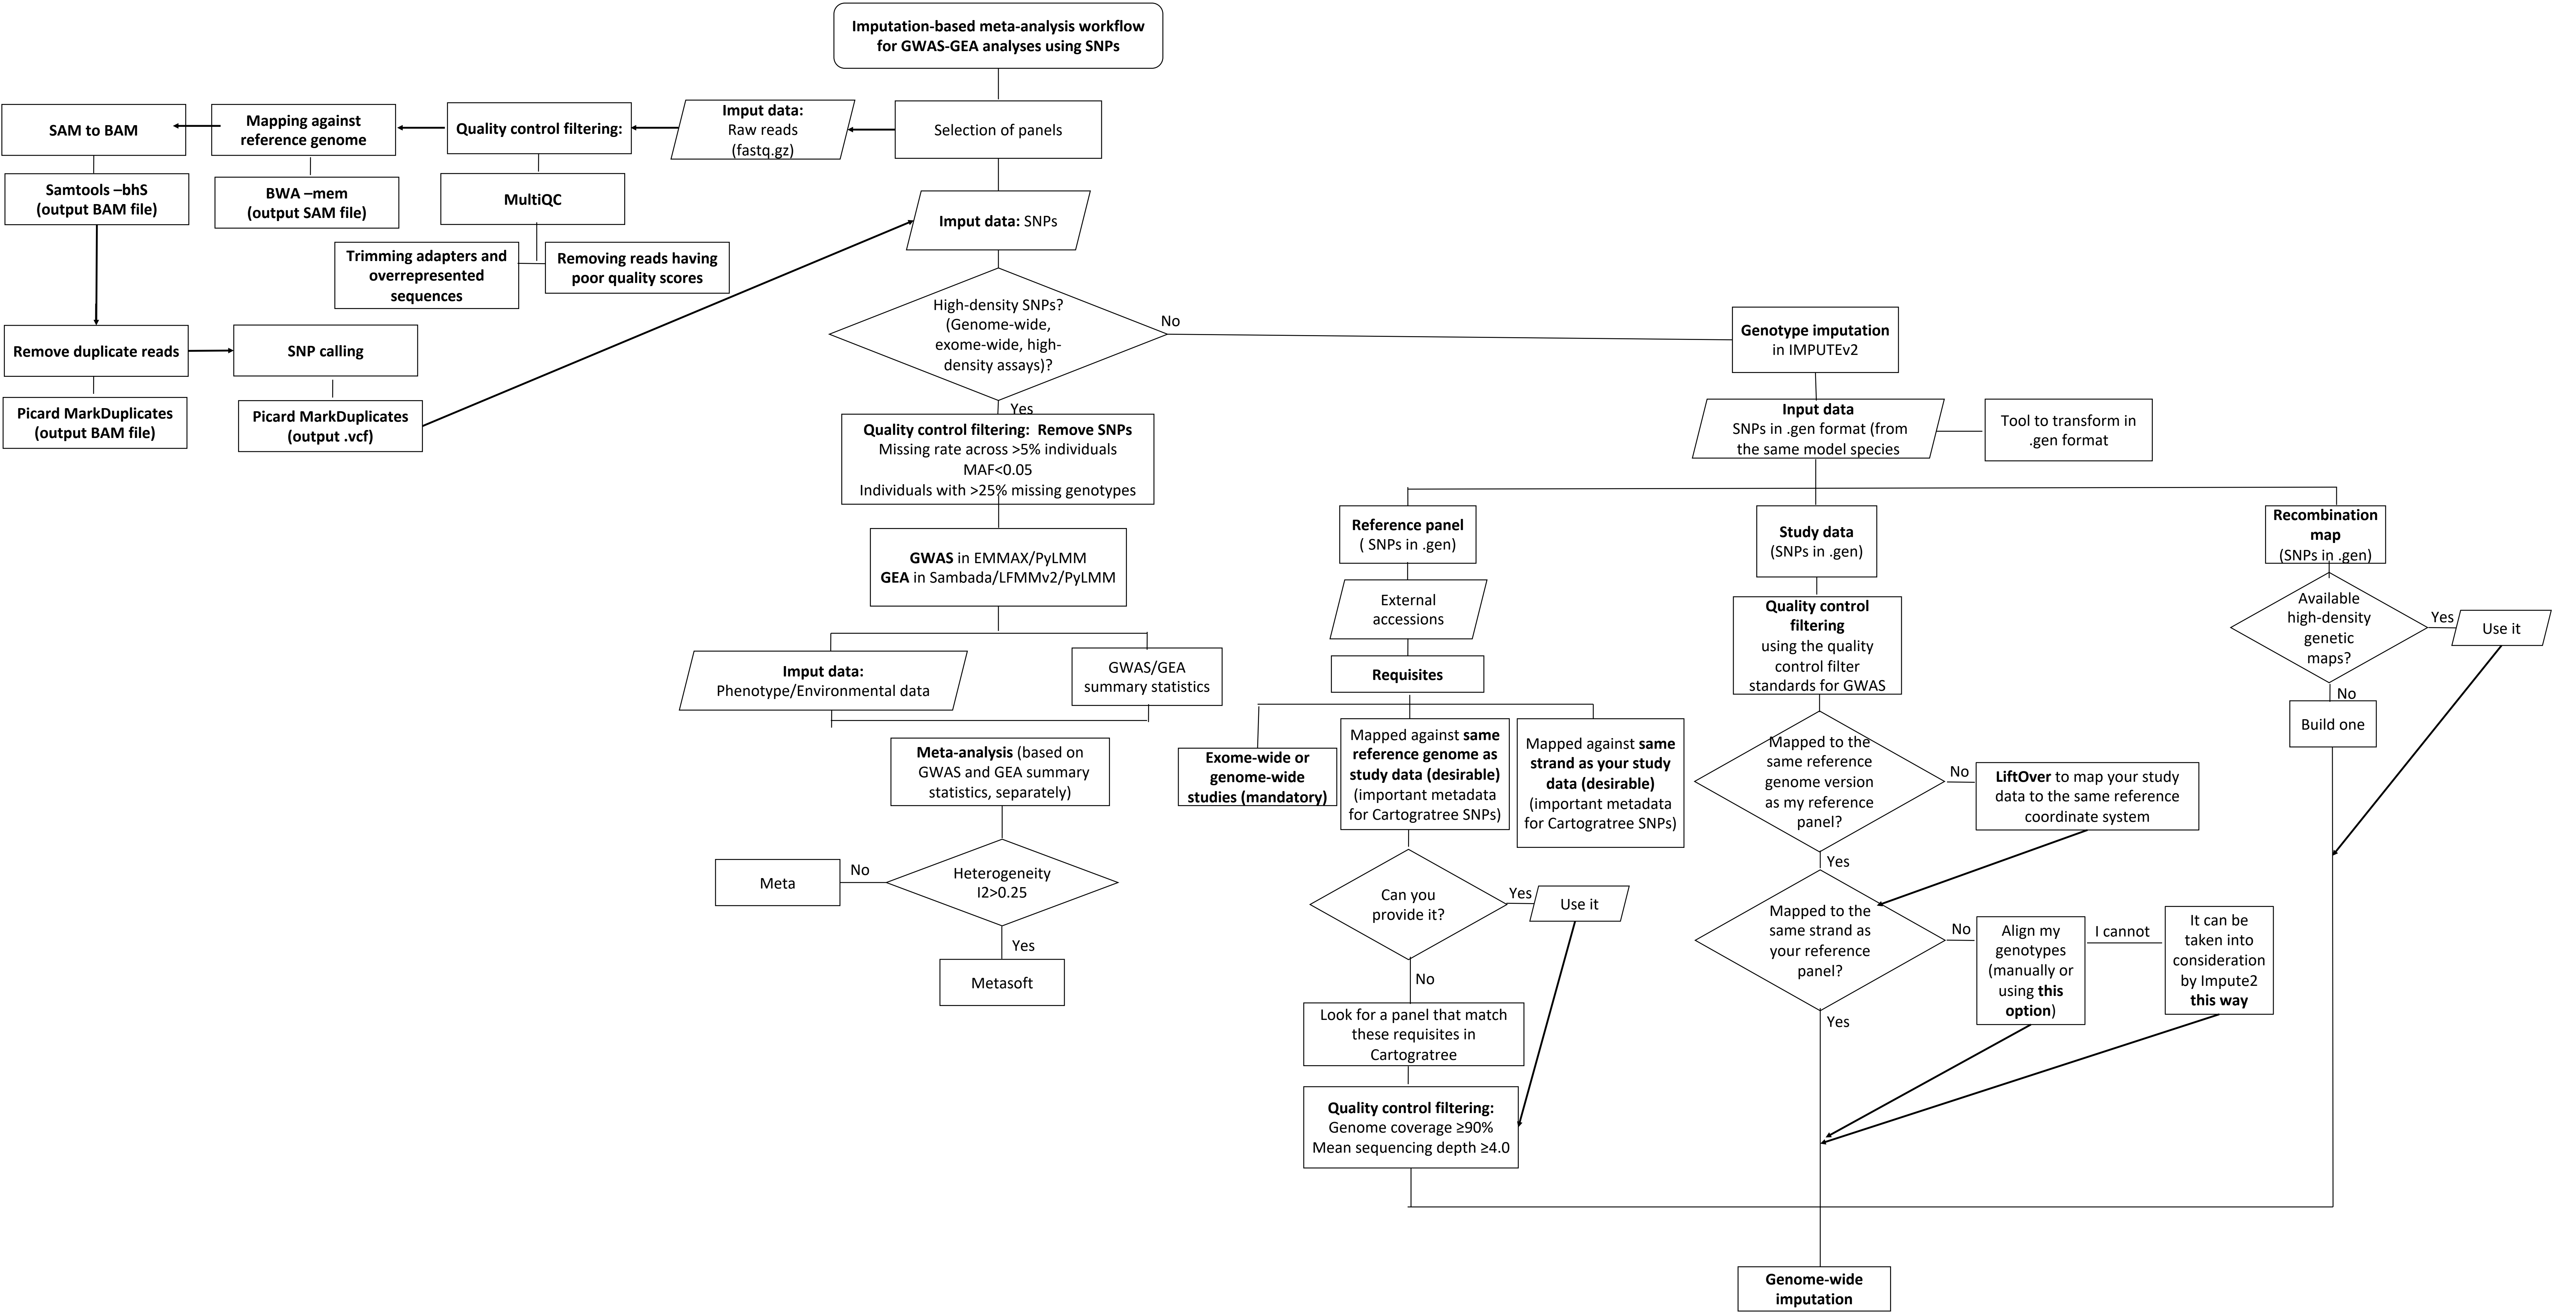 Imputation-based meta-analysis workflow
for GWAS-GEA analyses using SNPs
Selection of panels
Imput data:
Raw reads
(fastq.gz)
Quality control filtering:
Mapping against
reference genome
SAM to BAM
Samtools –bhS
(output BAM file)
BWA –mem
(output SAM file)
MultiQC
Trimming adapters and
overrepresented
sequences
Removing reads having
poor quality scores
Remove duplicate reads
SNP calling
Picard MarkDuplicates
(output BAM file)
Picard MarkDuplicates
(output .vcf)
Imput data: SNPs
High-density SNPs?
(Genome-wide,
exome-wide, high-
density assays)?
No
Yes
Quality control filtering:  Remove SNPs
Missing rate across >5% individuals
MAF<0.05
Individuals with >25% missing genotypes
GWAS in EMMAX/PyLMM
GEA in Sambada/LFMMv2/PyLMM
Imput data:
Phenotype/Environmental data
GWAS/GEA
summary statistics
Meta-analysis (based on
GWAS and GEA summary
statistics, separately)
Heterogeneity
I2>0.25
No
Meta
Yes
Metasoft
Genotype imputation
in IMPUTEv2
Input data
SNPs in .gen format (from
the same model species
Tool to transform in
.gen format
Reference panel
( SNPs in .gen)
External
accessions
Requisites
Exome-wide or
genome-wide
studies (mandatory)
Mapped against same
reference genome as
study data (desirable)
(important metadata
for Cartogratree SNPs)
Mapped against same
strand as your study
data (desirable)
(important metadata
for Cartogratree SNPs)
Can you
provide it?
Yes
Use it
No
Look for a panel that match
these requisites in
Cartogratree
Quality control filtering:
Genome coverage ≥90%
Mean sequencing depth ≥4.0
Study data
(SNPs in .gen)
Quality control
filtering
using the quality
control filter
standards for GWAS
Mapped to the
same reference
genome version
as my reference
panel?
No
LiftOver to map your study
data to the same reference
coordinate system
Yes
Mapped to the
same strand as
your reference
panel?
No
Align my
genotypes
(manually or
using this
option)
I cannot
It can be
taken into
consideration
by Impute2
this way
Yes
Recombination
map
(SNPs in .gen)
Available
high-density
genetic
maps?
Yes
Use it
No
Build one
Genome-wide
imputation